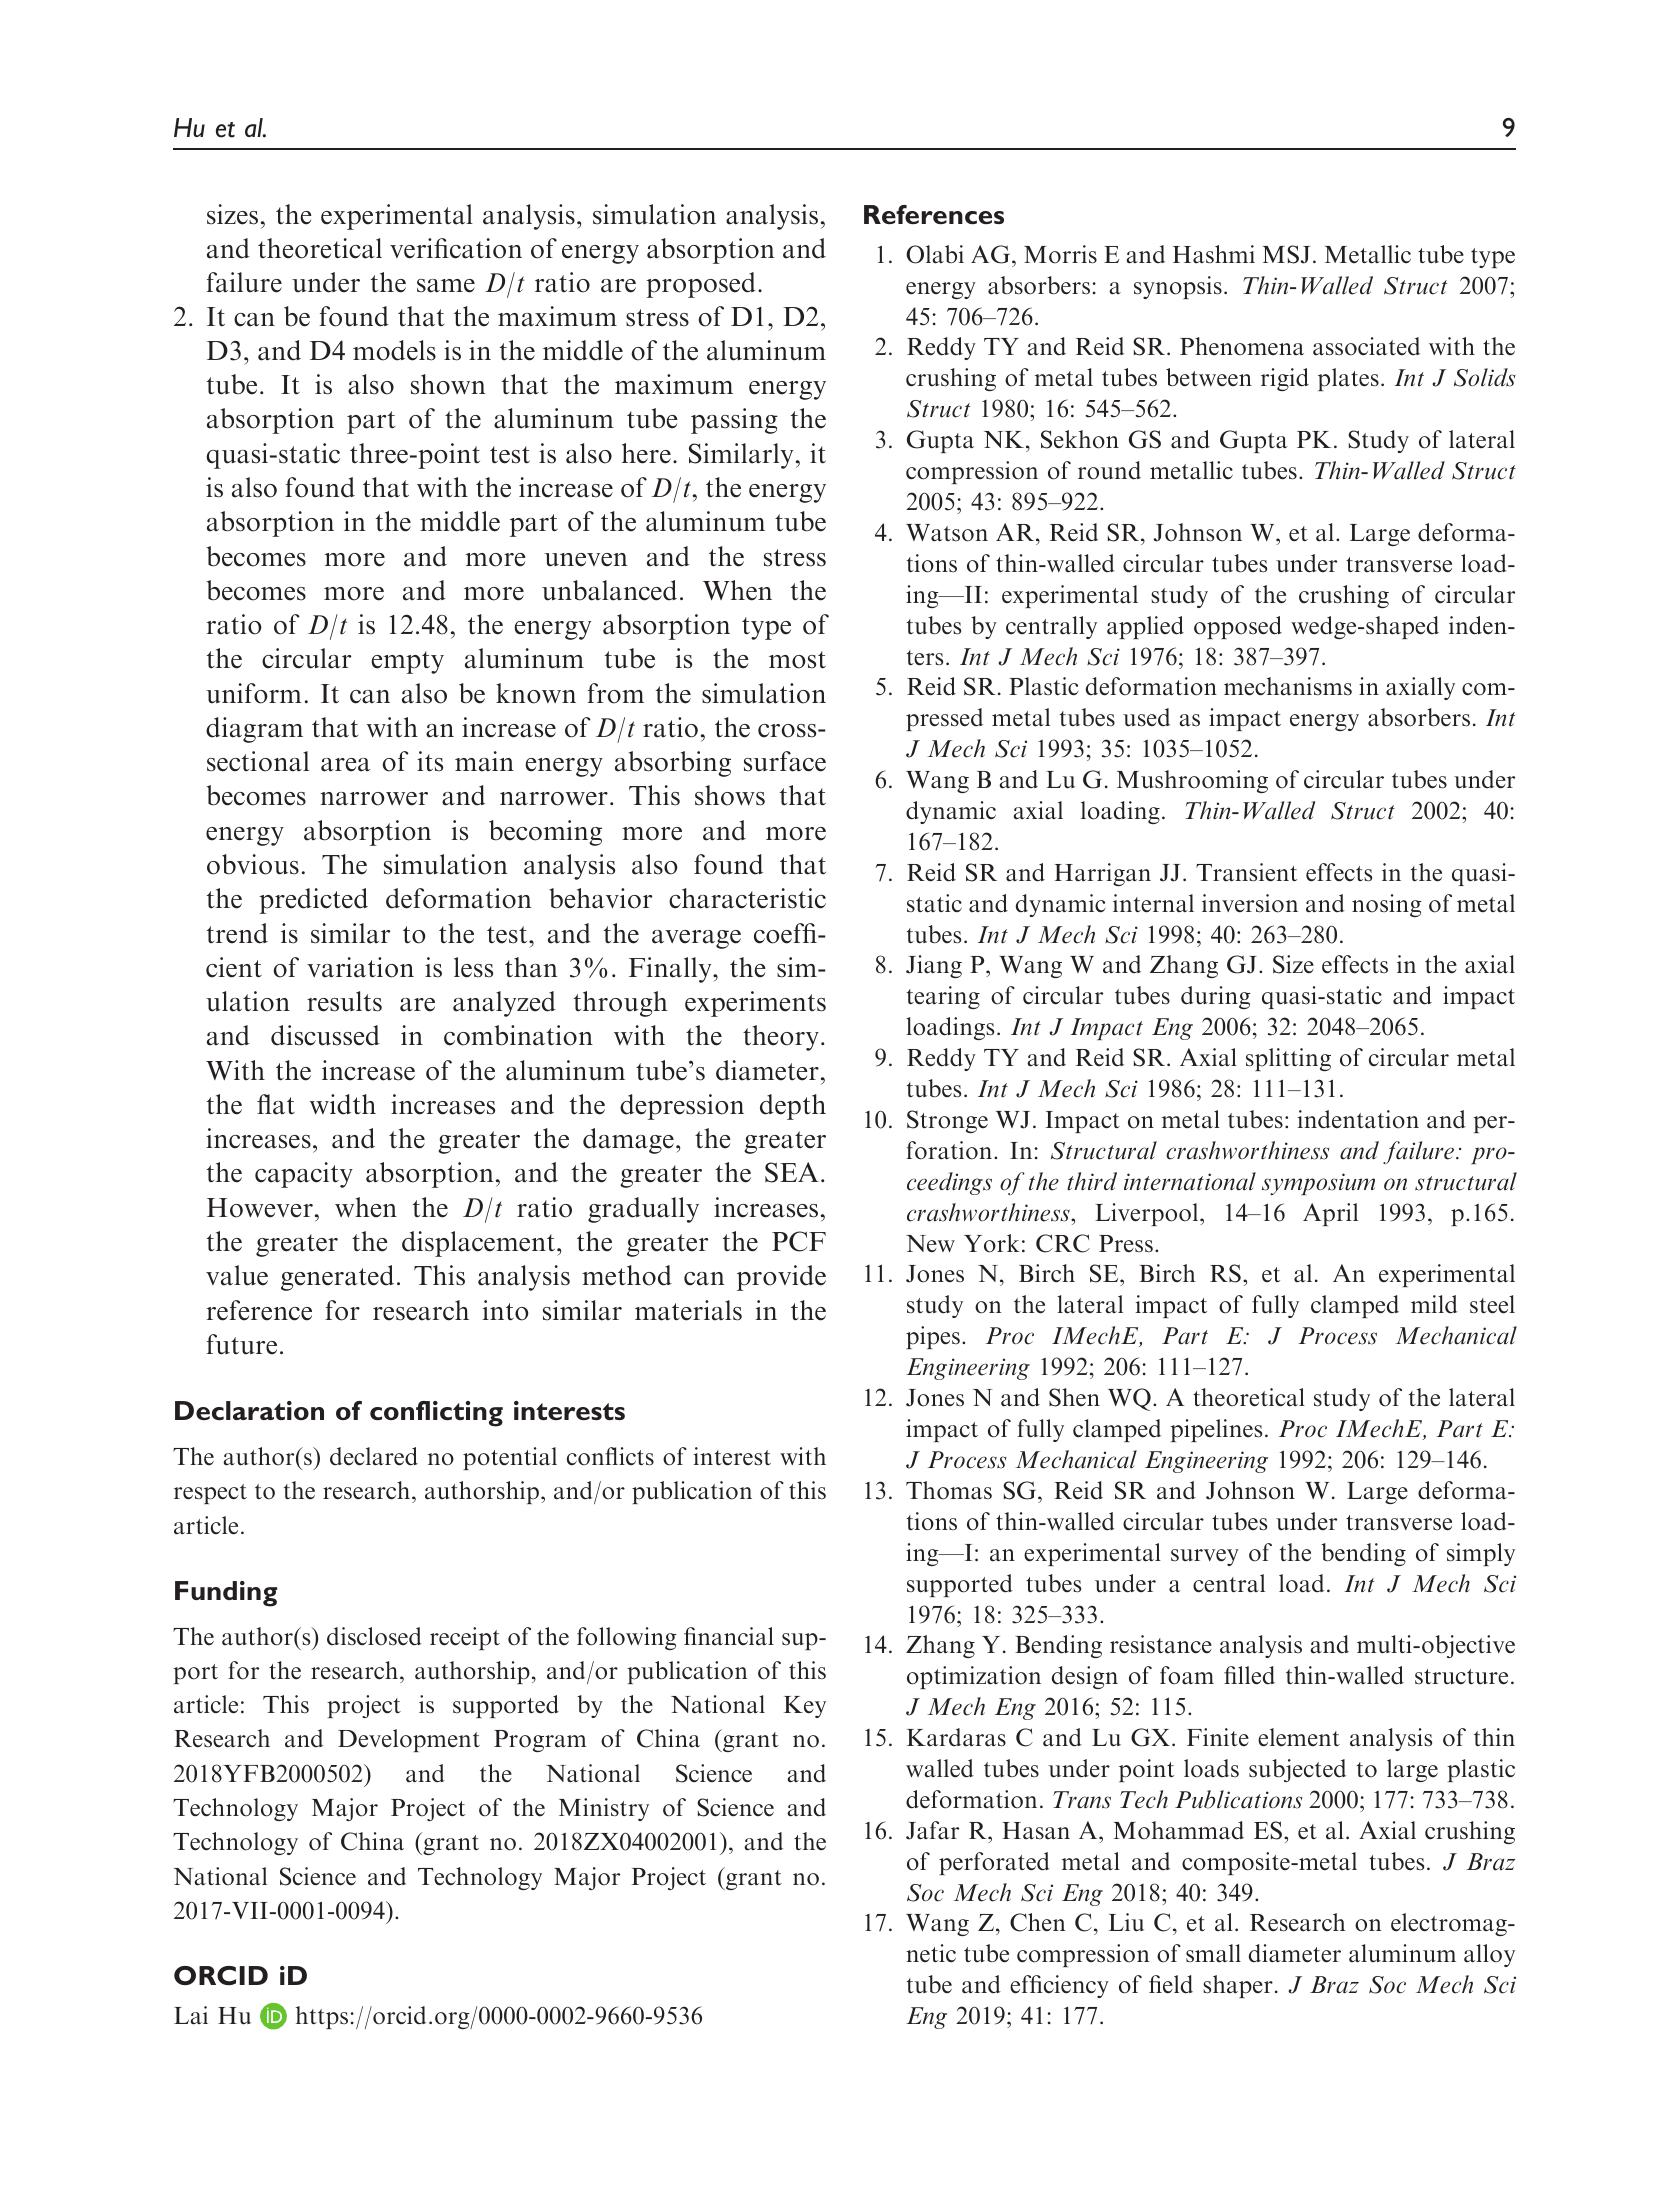 Hu et al.
9
sizes, the experimental analysis, simulation analysis,
and theoretical verification of energy absorption and
failure under the same D/t ratio are proposed.
2. It can be found that the maximum stress of D1, D2,
D3, and D4 models is in the middle of the aluminum
tube. It is also shown that the maximum energy
absorption part of the aluminum tube passing the
quasi-static three-point test is also here. Similarly, it
is also found that with the increase of D/t, the energy
absorption in the middle part of the aluminum tube
becomes more and more uneven and the stress
becomes more and more unbalanced. When the
ratio of D/t is 12.48, the energy absorption type of
the circular empty aluminum tube is the most
uniform. It can also be known from the simulation
diagram that with an increase of D/t ratio, the cross-
sectional area of its main energy absorbing surface
becomes narrower and narrower. This shows that
energy absorption is becoming more and more
obvious. The simulation analysis also found that
the predicted deformation behavior characteristic
trend is similar to the test, and the average coeffi-
cient of variation is less than 3%. Finally, the sim-
ulation results are analyzed through experiments
and discussed in combination with the theory.
With the increase of the aluminum tube's diameter,
the flat width increases and the depression depth
increases, and the greater the damage, the greater
the capacity absorption, and the greater the SEA.
However, when the D/t ratio gradually increases,
the greater the displacement, the greater the PCF
value generated. This analysis method can provide
reference for research into similar materials in the
future.
Declaration of conflicting interests
The author(s) declared no potential conflicts of interest with
respect to the research, authorship, and/or publication of this
article.
Funding
The author(s) disclosed receipt of the following financial sup-
port for the research, authorship, and/or publication of this
article: This project is supported by the National Key
Research and Development Program of China (grant no.
2018YFB2000502) and the National Science and
Technology Major Project of the Ministry of Science and
Technology of China (grant no. 2018ZX04002001), and the
National Science and Technology Major Project (grant no.
2017-VII-0001-0094).
ORCID iD
Lai Hu iD https://orcid.org/0000-0002-9660-9536
References
1. Olabi AG, Morris E and Hashmi MSJ. Metallic tube type
energy absorbers: a synopsis. Thin-Walled Struct 2007;
45: 706–726.
2. Reddy TY and Reid SR. Phenomena associated with the
crushing of metal tubes between rigid plates. Int J Solids
Struct 1980; 16: 545–562.
3. Gupta NK, Sekhon GS and Gupta PK. Study of lateral
compression of round metallic tubes. Thin-Walled Struct
2005; 43: 895–922.
4. Watson AR, Reid SR, Johnson W, et al. Large deforma-
tions of thin-walled circular tubes under transverse load-
ing—II: experimental study of the crushing of circular
tubes by centrally applied opposed wedge-shaped inden-
ters. Int J Mech Sci 1976; 18: 387–397.
5. Reid SR. Plastic deformation mechanisms in axially com-
pressed metal tubes used as impact energy absorbers. Int
J Mech Sci 1993; 35: 1035–1052.
6. Wang B and Lu G. Mushrooming of circular tubes under
dynamic axial loading. Thin-Walled Struct 2002; 40:
167–182.
7. Reid SR and Harrigan JJ. Transient effects in the quasi-
static and dynamic internal inversion and nosing of metal
tubes. Int J Mech Sci 1998; 40: 263–280.
8. Jiang P, Wang W and Zhang GJ. Size effects in the axial
tearing of circular tubes during quasi-static and impact
loadings. Int J Impact Eng 2006; 32: 2048–2065.
9. Reddy TY and Reid SR. Axial splitting of circular metal
tubes. Int J Mech Sci 1986; 28: 111–131.
10. Stronge WJ. Impact on metal tubes: indentation and per-
foration. In: Structural crashworthiness and failure: pro-
ceedings of the third international symposium on structural
crashworthiness, Liverpool, 14–16 April 1993, p.165.
New York: CRC Press.
11. Jones N, Birch SE, Birch RS, et al. An experimental
study on the lateral impact of fully clamped mild steel
pipes. Proc IMechE, Part E: J Process Mechanical
Engineering 1992; 206: 111–127.
12. Jones N and Shen WQ. A theoretical study of the lateral
impact of fully clamped pipelines. Proc IMechE, Part E:
J Process Mechanical Engineering 1992; 206: 129–146.
13. Thomas SG, Reid SR and Johnson W. Large deforma-
tions of thin-walled circular tubes under transverse load-
ing—I: an experimental survey of the bending of simply
supported tubes under a central load. Int J Mech Sci
1976; 18: 325–333.
14. Zhang Y. Bending resistance analysis and multi-objective
optimization design of foam filled thin-walled structure.
J Mech Eng 2016; 52: 115.
15. Kardaras C and Lu GX. Finite element analysis of thin
walled tubes under point loads subjected to large plastic
deformation. Trans Tech Publications 2000; 177: 733–738.
16. Jafar R, Hasan A, Mohammad ES, et al. Axial crushing
of perforated metal and composite-metal tubes. J Braz
Soc Mech Sci Eng 2018; 40: 349.
17. Wang Z, Chen C, Liu C, et al. Research on electromag-
netic tube compression of small diameter aluminum alloy
tube and efficiency of field shaper. J Braz Soc Mech Sci
Eng 2019; 41: 177.